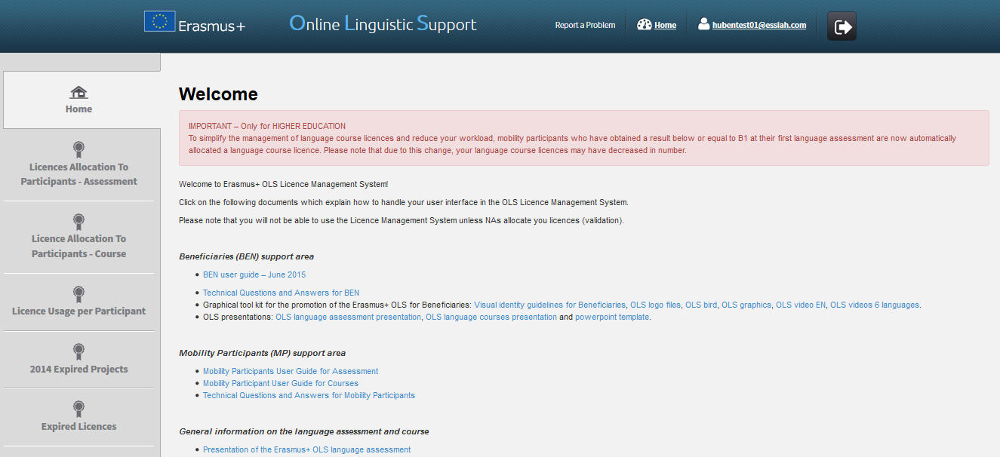 Erasmus+
Online Linguistic Support
Report a Problem
Home
hubentest01@essiah.com
Home
Licences Allocation To
Participants - Assessment
Licence Allocation To
Participants - Course
Licence Usage per Participant
2014 Expired Projects
Expired Licences
Welcome
IMPORTANT – Only for HIGHER EDUCATION
To simplify the management of language course licences and reduce your workload, mobility participants who have obtained a result below or equal to B1 at their first language assessment are now automatically
allocated a language course licence. Please note that due to this change, your language course licences may have decreased in number.
Welcome to Erasmus+ OLS Licence Management System!
Click on the following documents which explain how to handle your user interface in the OLS Licence Management System.
Please note that you will not be able to use the Licence Management System unless NAs allocate you licences (validation).
Beneficiaries (BEN) support area
• BEN user guide – June 2015
• Technical Questions and Answers for BEN
• Graphical tool kit for the promotion of the Erasmus+ OLS for Beneficiaries: Visual identity guidelines for Beneficiaries, OLS logo files, OLS bird, OLS graphics, OLS video EN, OLS videos 6 languages.
• OLS presentations: OLS language assessment presentation, OLS language courses presentation and powerpoint template.
Mobility Participants (MP) support area
• Mobility Participants User Guide for Assessment
• Mobility Participant User Guide for Courses
• Technical Questions and Answers for Mobility Participants
General information on the language assessment and course
• Presentation of the Erasmus+ OLS language assessment